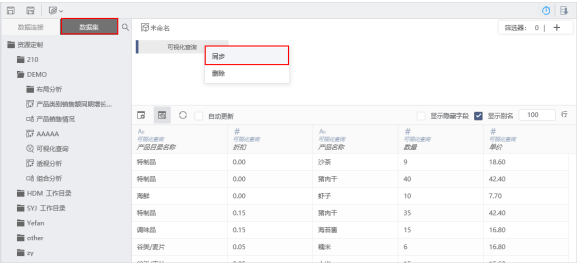 数据连接 数据集 未命名 筛选器: 0 | +
资源定制
210
DEMO
布局分析
产品类别销售额同期增长...
产品销售情况
AAAAA
可视化查询
透视分析
组合分析
HDM 工作目录
SYJ 工作目录
Yefan
other
zy
可视化查询
同步
删除
自动更新 显示隐藏字段 显示别名 100 行
Aa # Aa # #
可视化查询 可视化查询 可视化查询 可视化查询 可视化查询
产品目录名称 折扣 产品名称 数量 单价
特制品 0.00 沙茶 9 18.60
特制品 0.00 猪肉干 40 42.40
海鲜 0.00 虾子 10 7.70
特制品 0.15 猪肉干 35 42.40
调味品 0.15 海苔酱 15 16.80
谷类/麦片 0.05 糯米 6 16.80